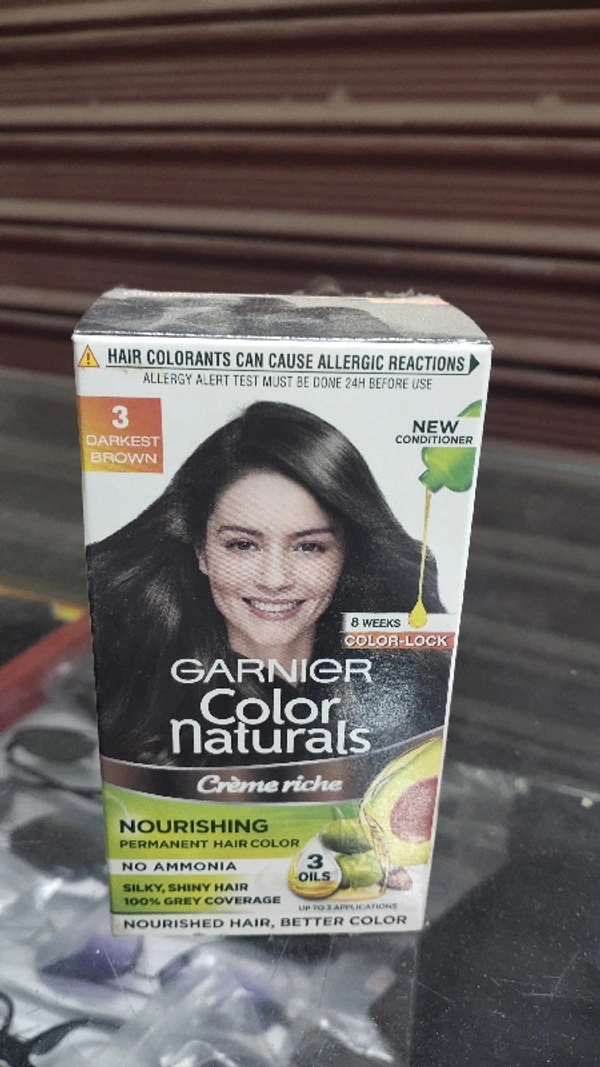 HAIR COLORANTS CAN CAUSE ALLERGIC REACTIONS
ALLERGY ALERT TEST MUST BE DONE 24H BEFORE USE
3
DARKEST
BROWN
NEW
CONDITIONER
8 WEEKS
COLOR-LOCK
GARNIER
Color
naturals
Crème riche
NOURISHING
PERMANENT HAIR COLOR
NO AMMONIA
3
OILS
SILKY, SHINY HAIR
100% GREY COVERAGE
UP TO 3 APPLICATIONS
NOURISHED HAIR, BETTER COLOR